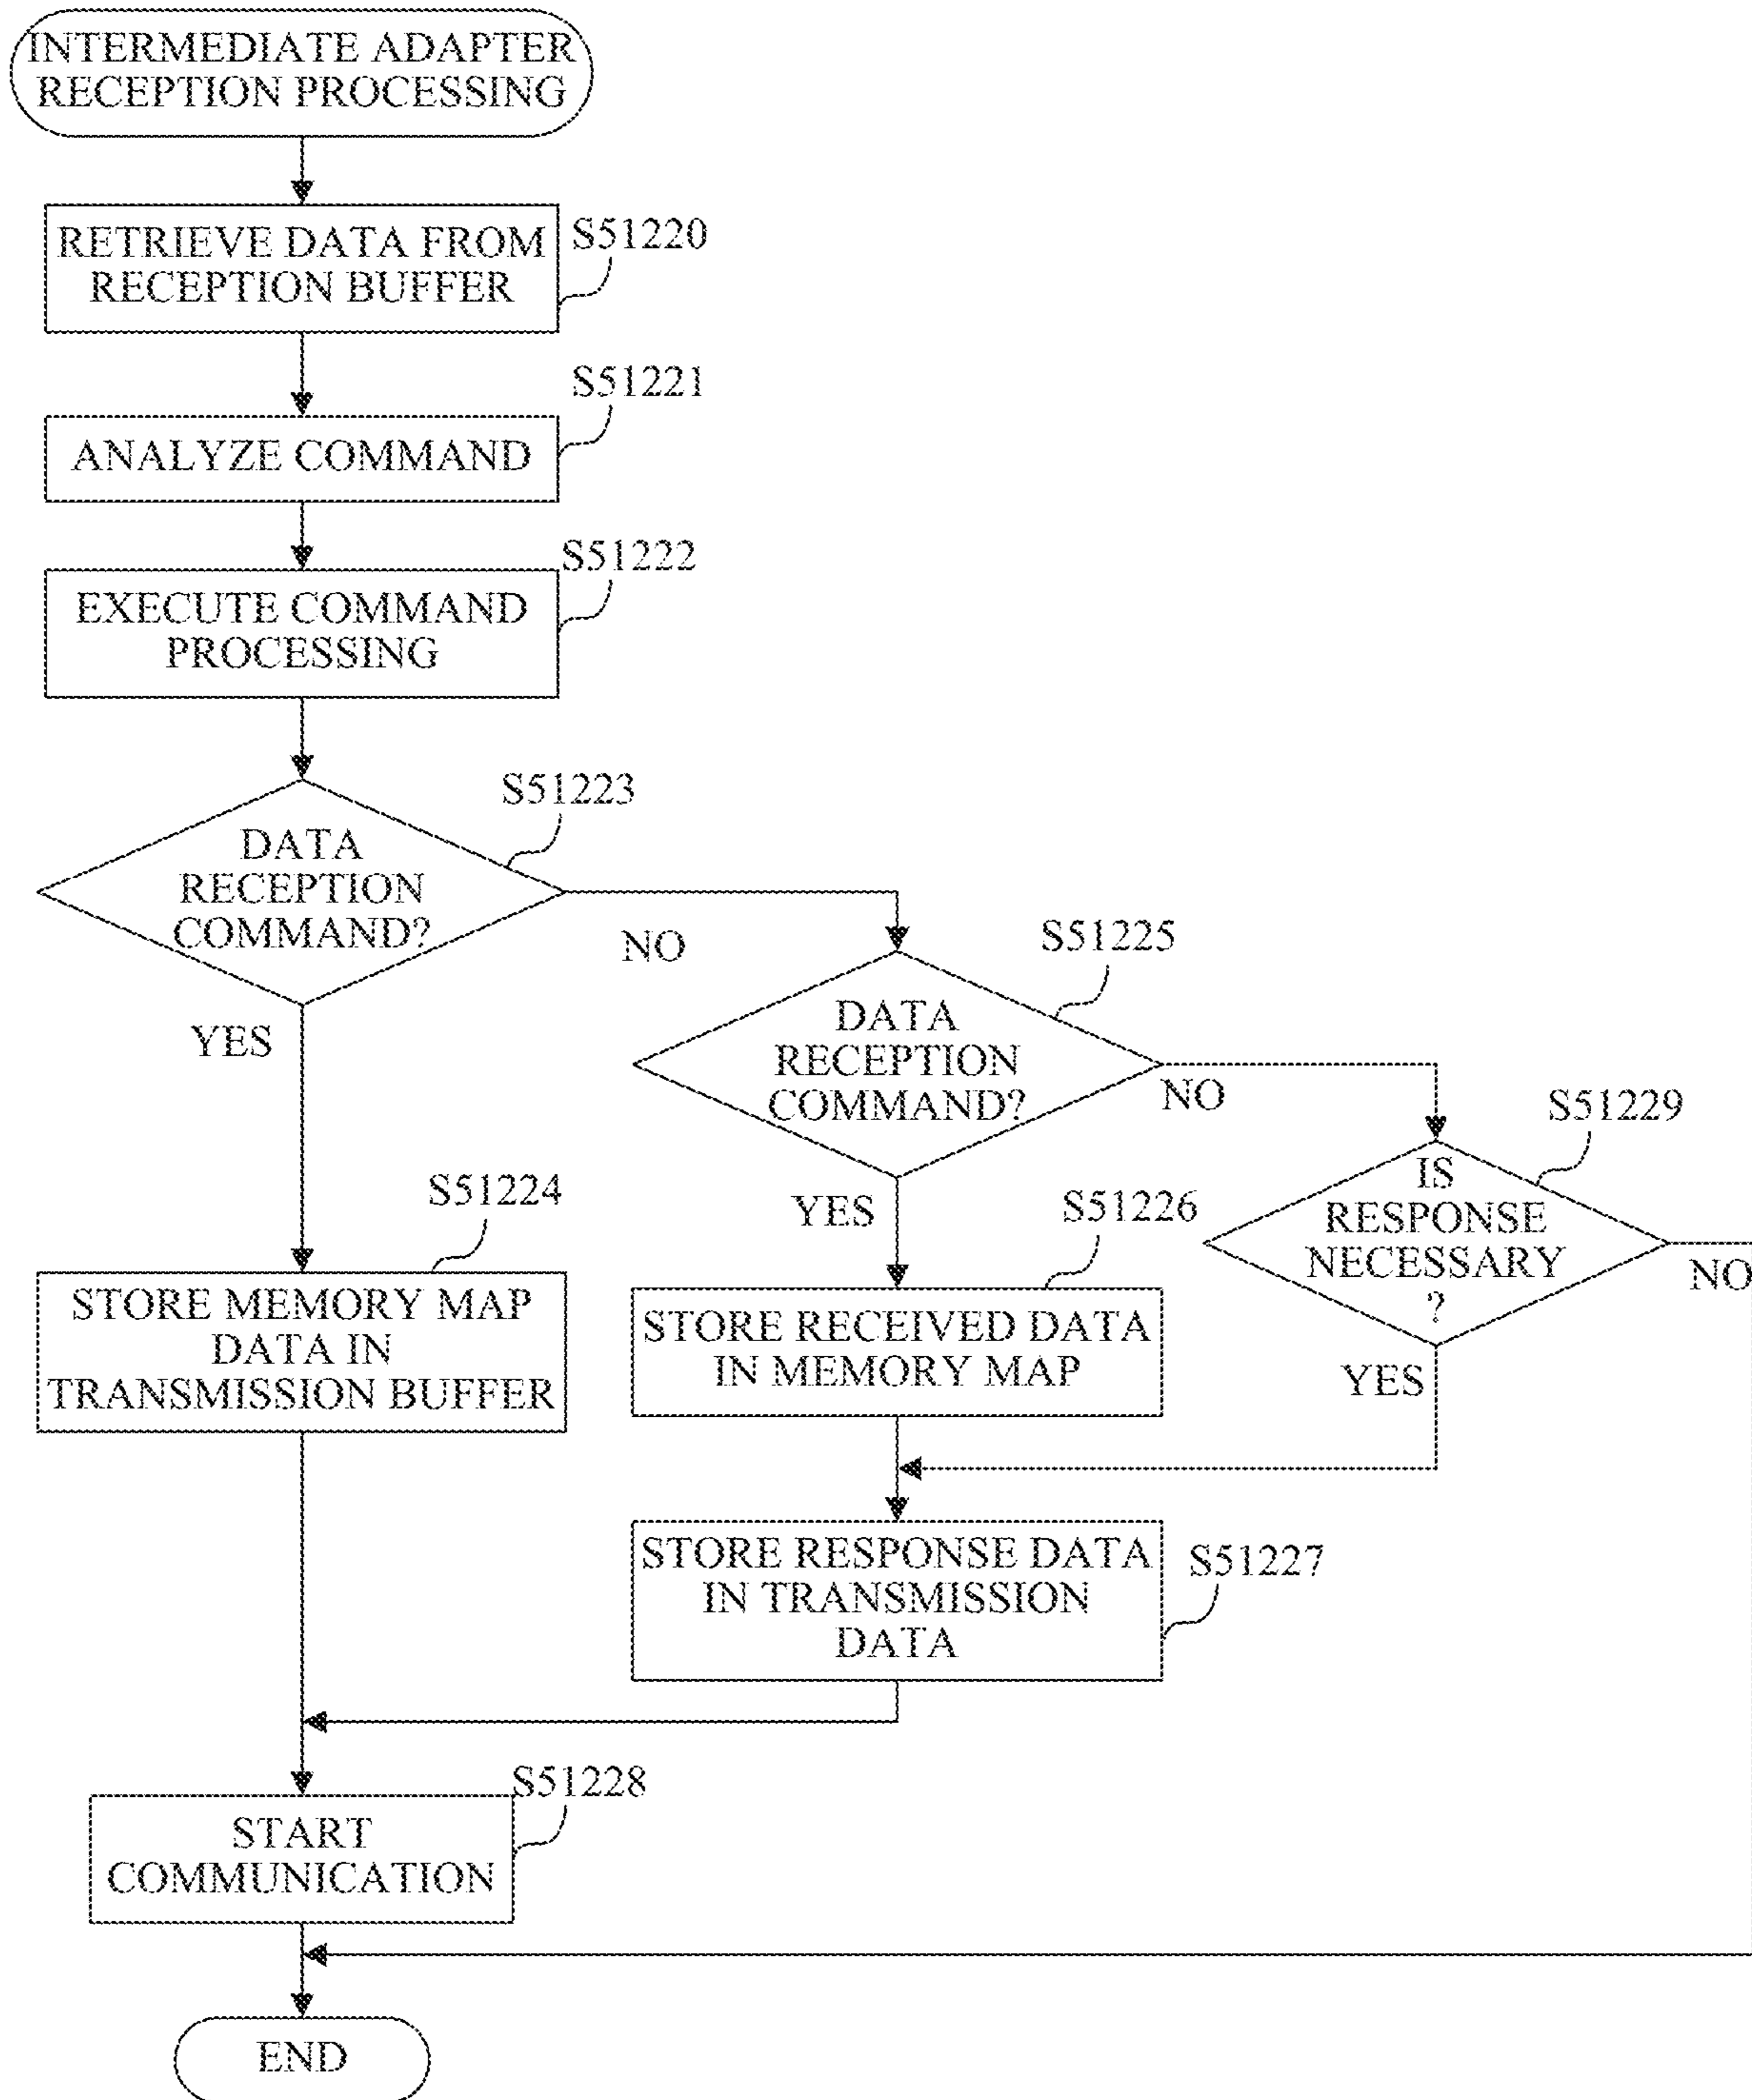 INTERMEDIATE ADAPTER
RECEPTION PROCESSING
S51220
RETRIEVE DATA FROM
RECEPTION BUFFER
S51221
ANALYZE COMMAND
S51222
EXECUTE COMMAND
PROCESSING
S51223
DATA
RECEPTION
COMMAND?
NO
YES
S51225
DATA
RECEPTION
COMMAND?
NO
YES
S51229
IS
RESPONSE
NECESSARY
?
NO
YES
S51224
STORE MEMORY MAP
DATA IN
TRANSMISSION BUFFER
S51226
STORE RECEIVED DATA
IN MEMORY MAP
S51227
STORE RESPONSE DATA
IN TRANSMISSION
DATA
S51228
START
COMMUNICATION
END